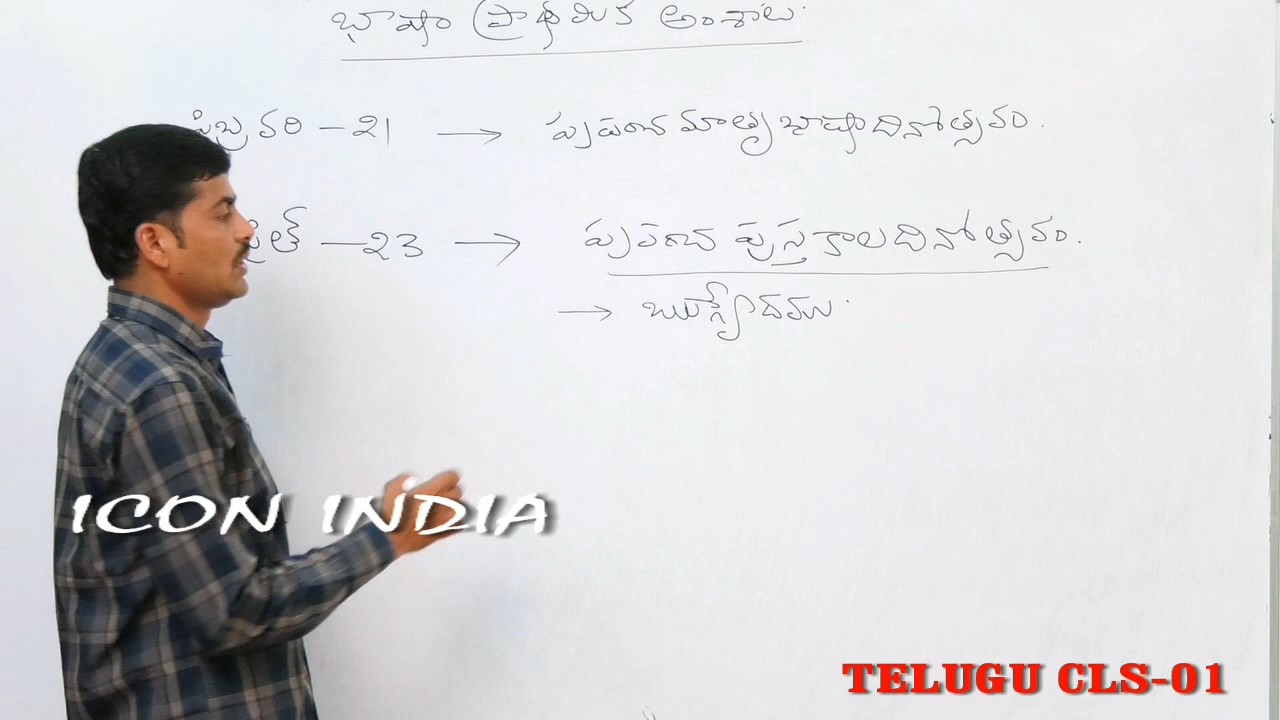 భాషా ప్రాథమిక అంశాలు.
ఫిబ్రవరి - 21 → ప్రపంచ మాతృభాషా దినోత్సవం.
23 → ప్రపంచ పుస్తకాల దినోత్సవం.
→ ఋగ్వేదము.
ICON INDIA
TELUGU CLS-01